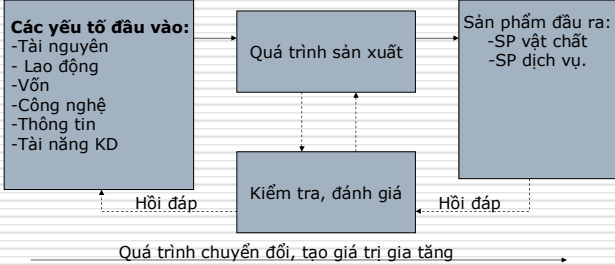 Các yếu tố đầu vào:
-Tài nguyên
- Lao động
-Vốn
-Công nghệ
-Thông tin
-Tài năng KD
Quá trình sản xuất
Sản phẩm đầu ra:
-SP vật chất
-SP dịch vụ.
Kiểm tra, đánh giá
Hồi đáp
Hồi đáp
Quá trình chuyển đổi, tạo giá trị gia tăng